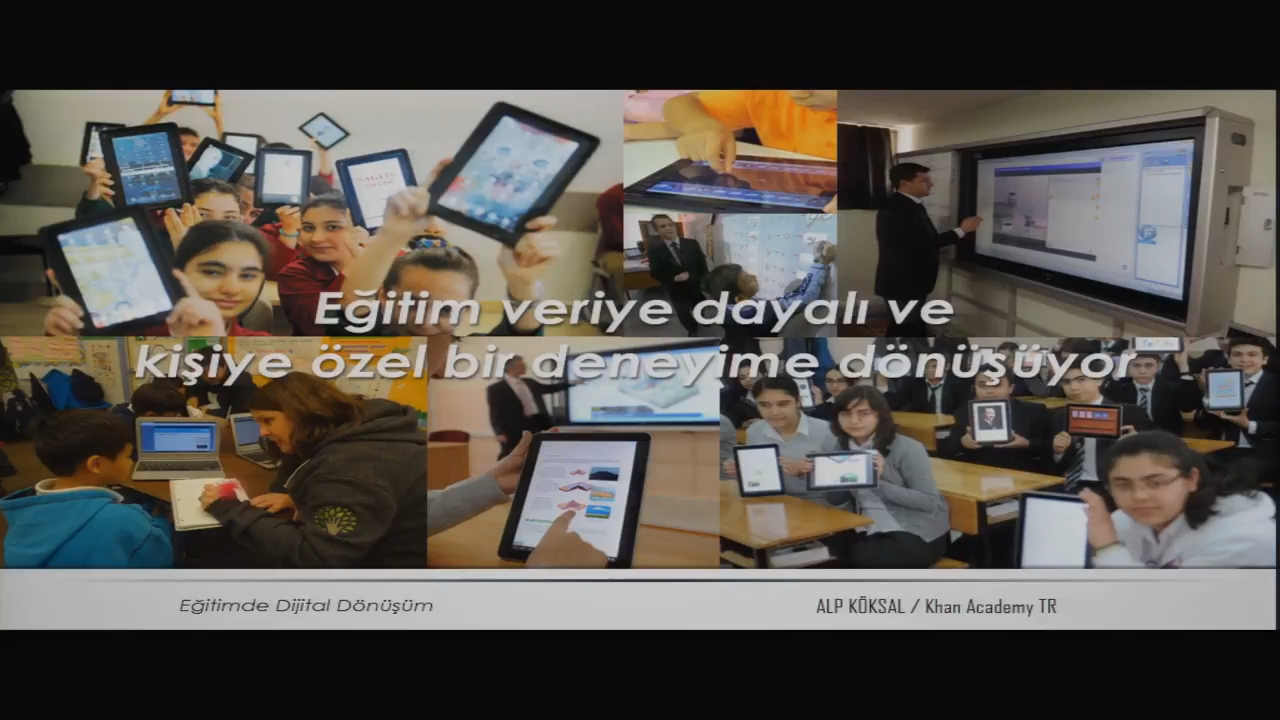 Eğitim veriye dayalı ve
kişiye özel bir deneyime dönüşüyor
Eğitimde Dijital Dönüşüm
ALP KÖKSAL / Khan Academy TR